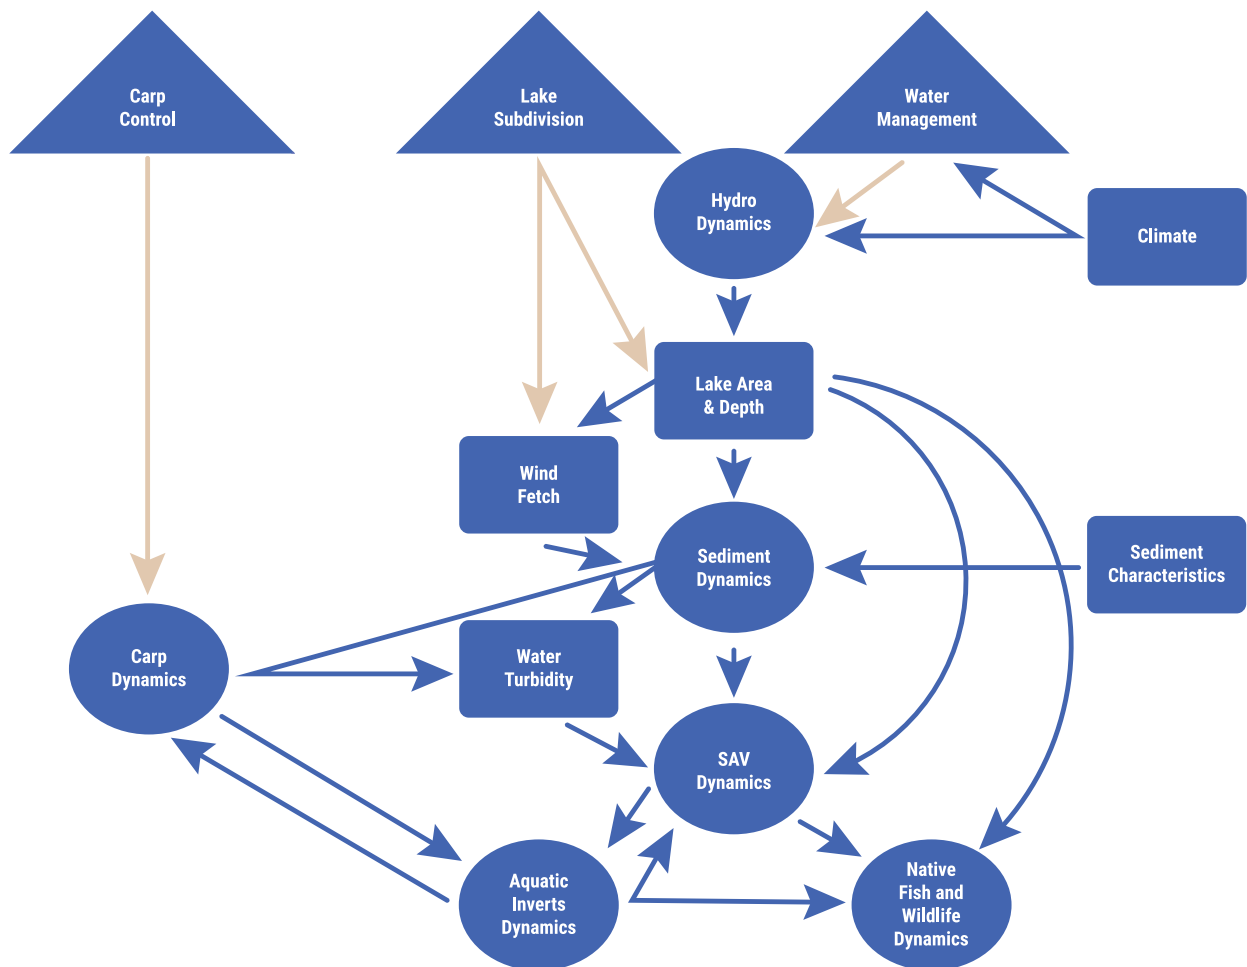 Carp
Control
Lake
Subdivision
Water
Management
Hydro
Dynamics
Climate
Lake Area
& Depth
Wind
Fetch
Sediment
Dynamics
Sediment
Characteristics
Carp
Dynamics
Water
Turbidity
SAV
Dynamics
Aquatic
Inverts
Dynamics
Native
Fish and
Wildlife
Dynamics